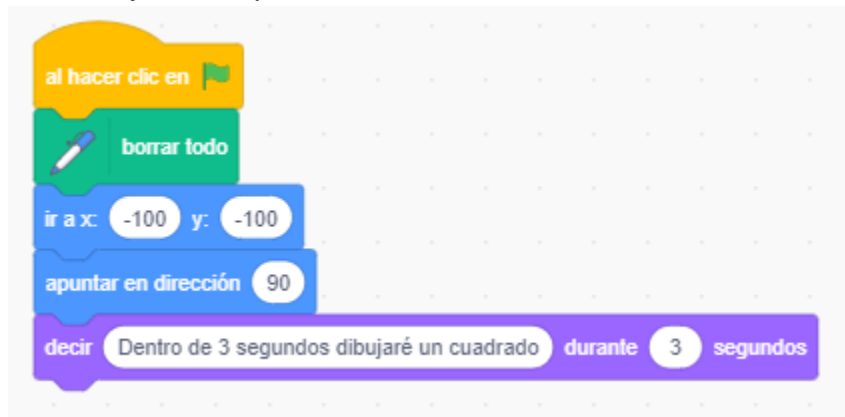 al hacer clic en
borrar todo
ir a x: -100 y: -100
apuntar en dirección 90
decir Dentro de 3 segundos dibujaré un cuadrado durante 3 segundos